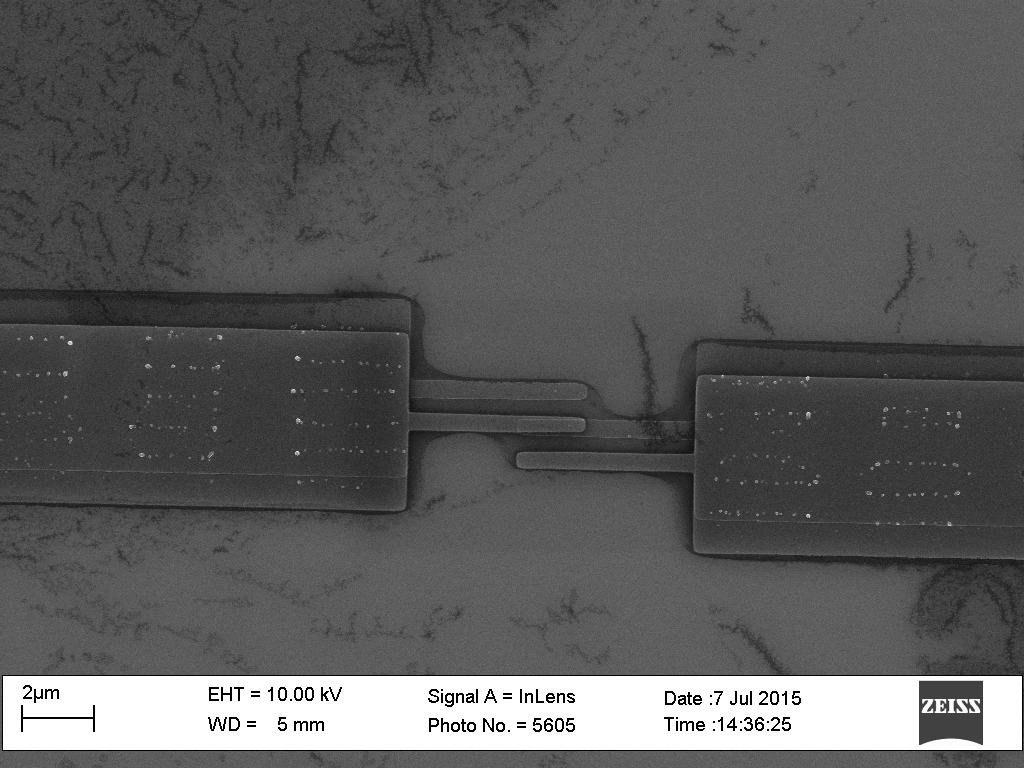 2µm
EHT = 10.00 kV
WD = 5 mm
Signal A = InLens
Photo No. = 5605
Date :7 Jul 2015
Time :14:36:25
ZEISS